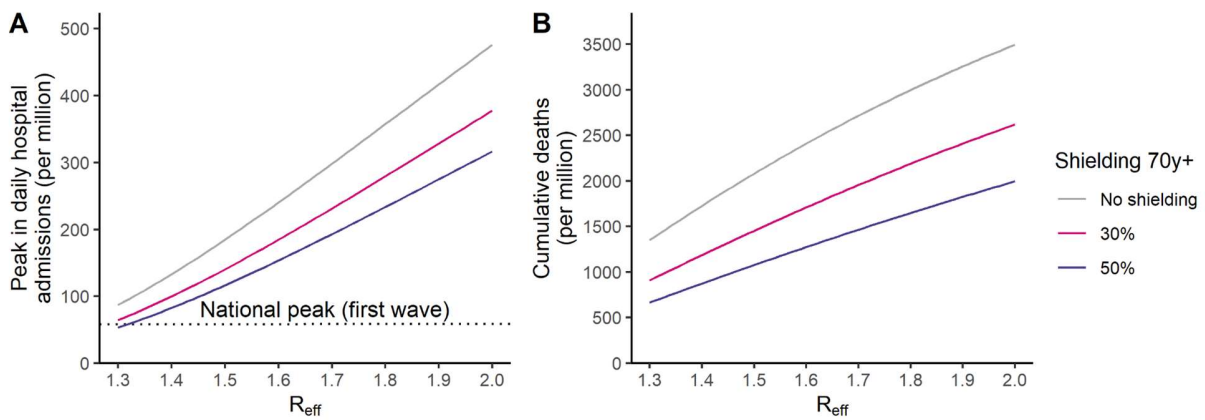 A
Peak in daily hospital
admissions (per million)
500
400
300
200
100
0
National peak (first wave)
1.3 1.4 1.5 1.6 1.7 1.8 1.9 2.0
Reff
B
Cumulative deaths
(per million)
3500
3000
2500
2000
1500
1000
500
0
1.3 1.4 1.5 1.6 1.7 1.8 1.9 2.0
Reff
Shielding 70y+
No shielding
30%
50%